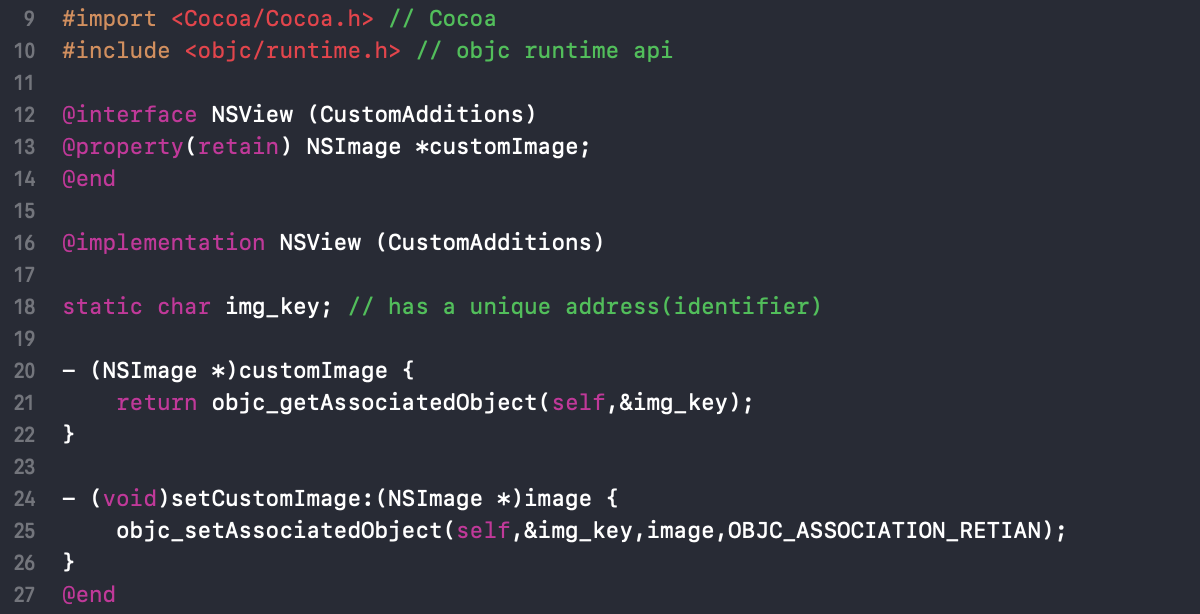 9 #import <Cocoa/Cocoa.h> // Cocoa
10 #include <objc/runtime.h> // objc runtime api
11
12 @interface NSView (CustomAdditions)
13 @property(retain) NSImage *customImage;
14 @end
15
16 @implementation NSView (CustomAdditions)
17
18 static char img_key; // has a unique address(identifier)
19
20 - (NSImage *)customImage {
21     return objc_getAssociatedObject(self,&img_key);
22 }
23
24 - (void)setCustomImage:(NSImage *)image {
25     objc_setAssociatedObject(self,&img_key,image,OBJC_ASSOCIATION_RETIAN);
26 }
27 @end